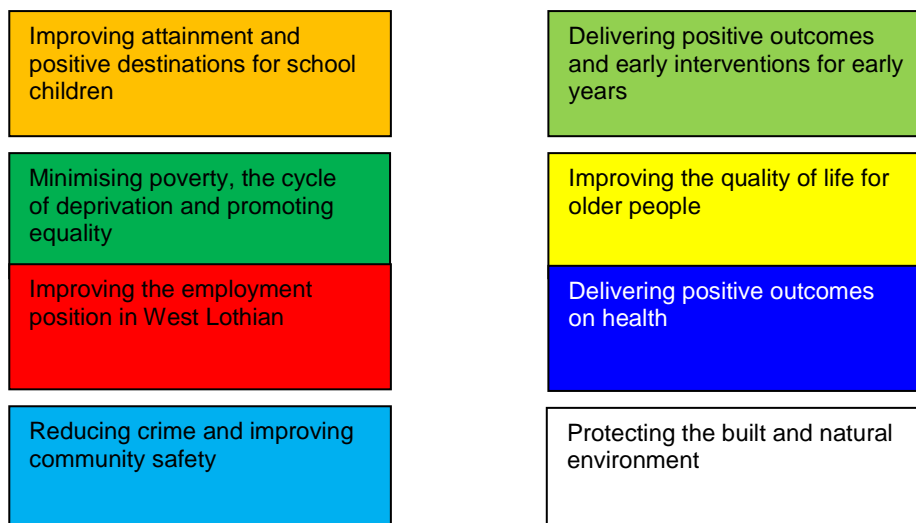 Improving attainment and
positive destinations for school
children
Delivering positive outcomes
and early interventions for early
years
Minimising poverty, the cycle
of deprivation and promoting
equality
Improving the quality of life for
older people
Improving the employment
position in West Lothian
Delivering positive outcomes
on health
Reducing crime and improving
community safety
Protecting the built and natural
environment